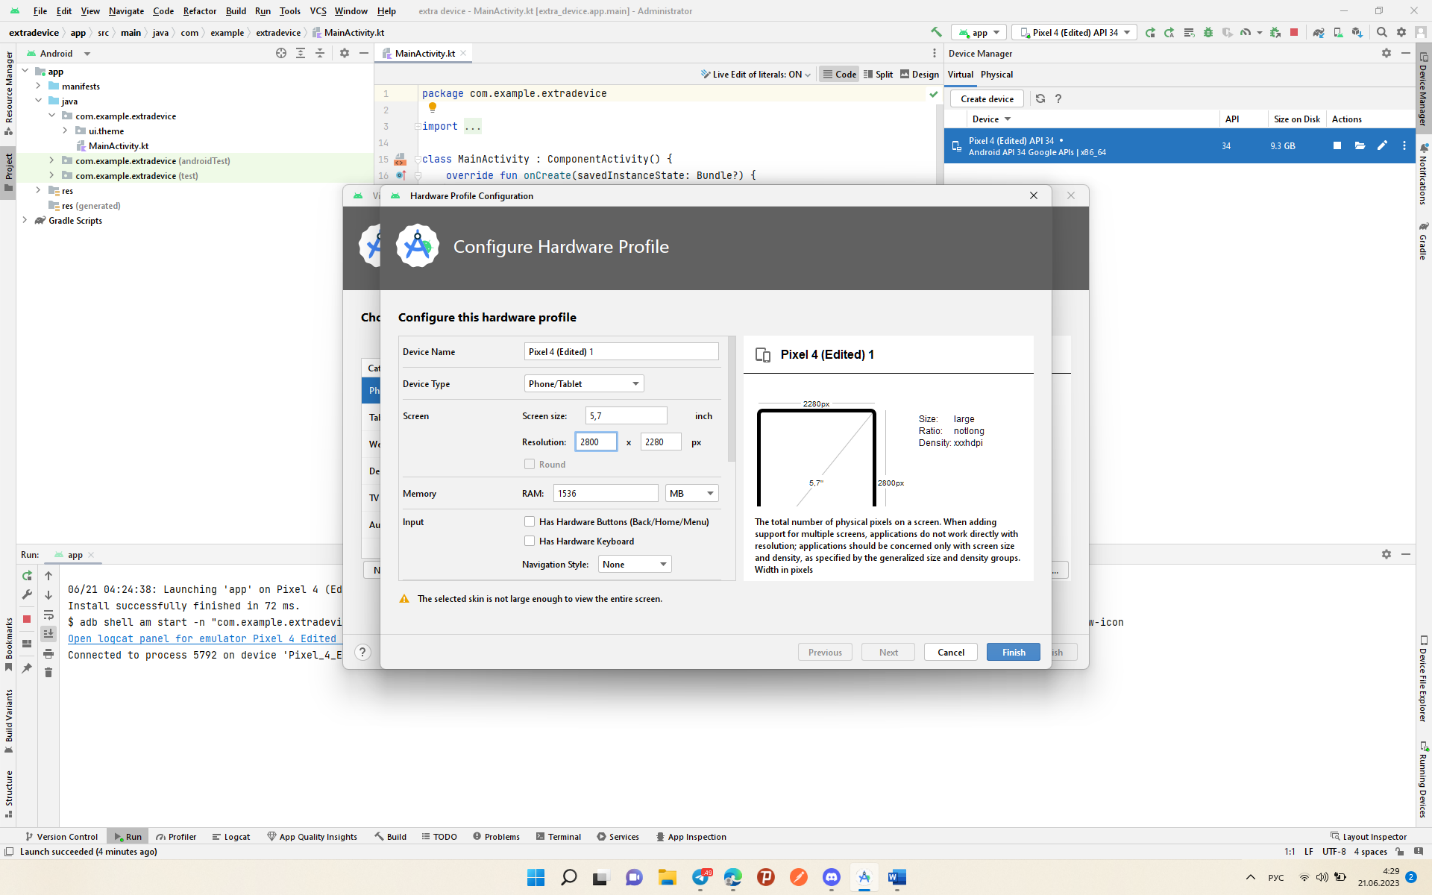 File Edit View Navigate Code Refactor Build Run Tools VCS Window Help extra device - MainActivity.kt [extra_device.app.main] - Administrator
extradevice app src main java com example extradevice MainActivity.kt app Pixel 4 (Edited) API 34
Android MainActivity.kt Device Manager
Live Edit of literals: ON Code Split Design Virtual Physical
Create device ?
Device API Size on Disk Actions
Pixel 4 (Edited) API 34
Android API 34 Google APIs | x86_64
34 9.3 GB
Resource Manager
Project
Bookmarks
Build Variants
Structure
app
manifests
java
com.example.extradevice
ui.theme
MainActivity.kt
com.example.extradevice (androidTest)
com.example.extradevice (test)
res
res (generated)
Gradle Scripts
1 package com.example.extradevice
2
3 import ...
14
15 class MainActivity : ComponentActivity() {
16 override fun onCreate(savedInstanceState: Bundle?) {
Device Manager
Notifications
Gradle
Device File Explorer
Running Devices
Hardware Profile Configuration
Configure Hardware Profile
Configure this hardware profile
Device Name Pixel 4 (Edited) 1
Device Type Phone/Tablet
Screen Screen size: 5,7 inch
Resolution: 2800 x 2280 px
Round
Memory RAM: 1536 MB
Input Has Hardware Buttons (Back/Home/Menu)
Has Hardware Keyboard
Navigation Style: None
Pixel 4 (Edited) 1
2280px
5.7"
2800px
Size: large
Ratio: notlong
Density: xxhdpi
The total number of physical pixels on a screen. When adding
support for multiple screens, applications do not work directly with
resolution; applications should be concerned only with screen size
and density, as specified by the generalized size and density groups.
Width in pixels
The selected skin is not large enough to view the entire screen.
? Previous Next Cancel Finish
Run: app
06/21 04:24:38: Launching 'app' on Pixel 4 (Ed
Install successfully finished in 72 ms.
$ adb shell am start -n "com.example.extradevi
w-icon
Open logcat panel for emulator Pixel 4 Edited
Connected to process 5792 on device 'Pixel_4_E
Version Control Run Profiler Logcat App Quality Insights Build TODO Problems Terminal Services App Inspection Layout Inspector
Launch succeeded (4 minutes ago) 1:1 LF UTF-8 4 spaces
РУС 4:29
21.06.2023 2